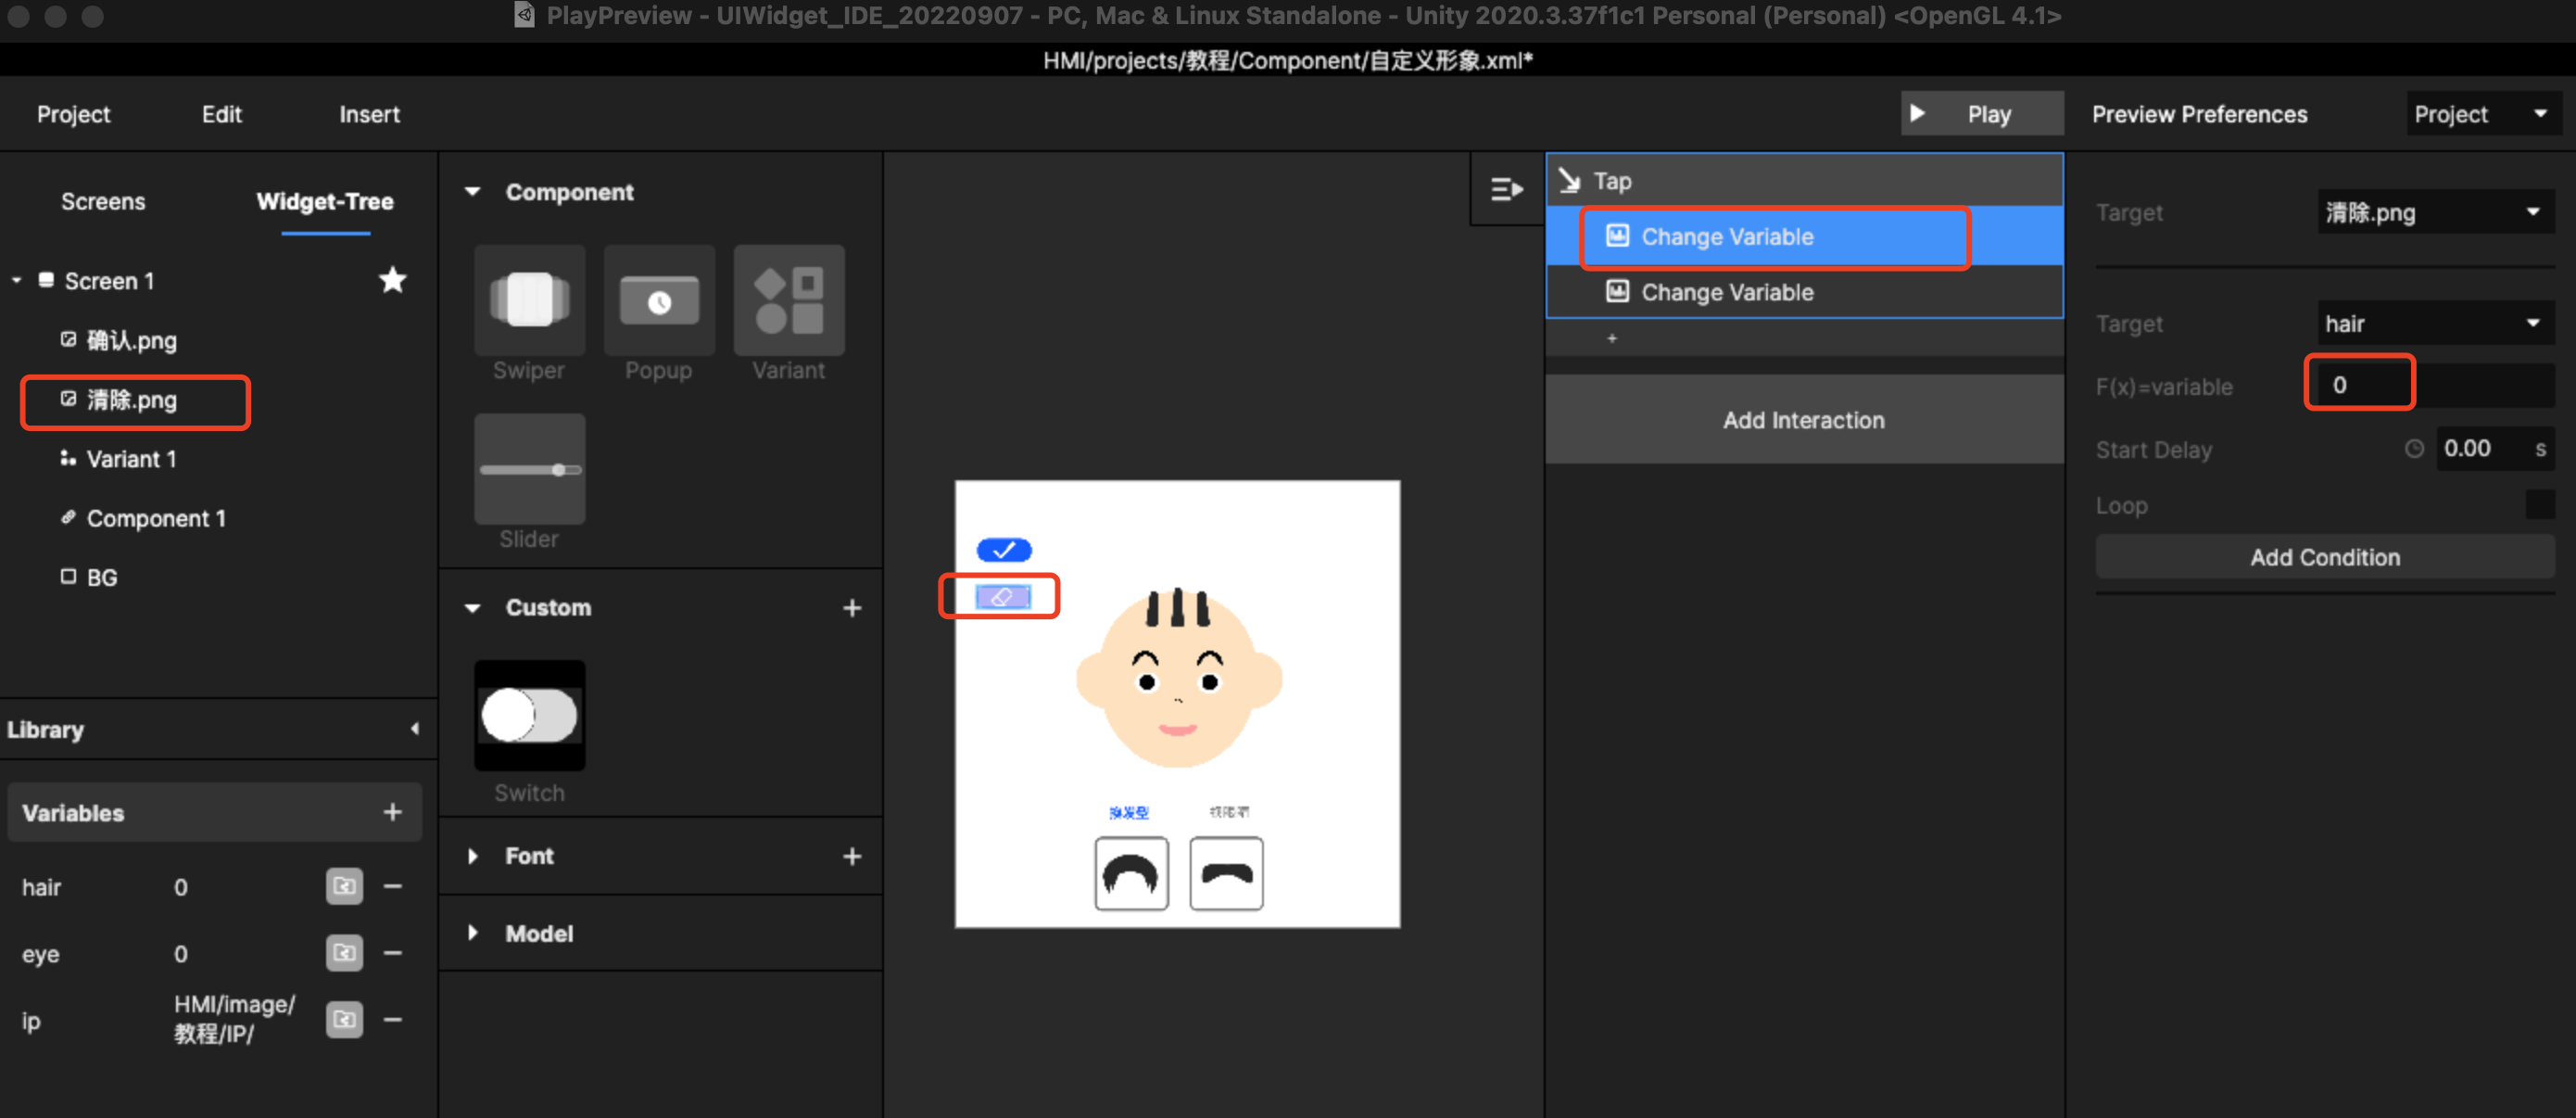 PlayPreview - UIWidget_IDE_20220907 - PC, Mac & Linux Standalone - Unity 2020.3.37f1c1 Personal (Personal) <OpenGL 4.1>
HMI/projects/教程/Component/自定义形象.xml*
Project Edit Insert
Play Preview Preferences Project
Screens Widget-Tree
Screen 1
确认.png
清除.png
Variant 1
Component 1
BG
Library
Variables +
hair 0
eye 0
ip HMI/image/
教程/IP/
Component
Swiper Popup Variant
Slider
Custom +
Switch
Font +
Model
换发型
Tap
Change Variable
Change Variable
+
Add Interaction
Target 清除.png
Target hair
F(x)=variable 0
Start Delay 0.00 s
Loop
Add Condition